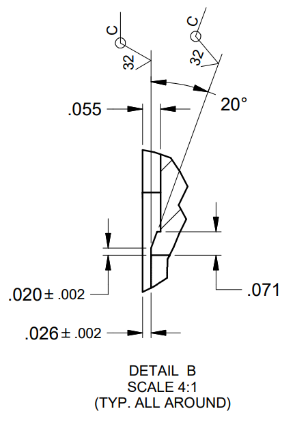 C
32
C
32
20°
.055
.020± .002
.071
.026± .002
DETAIL B
SCALE 4:1
(TYP. ALL AROUND)